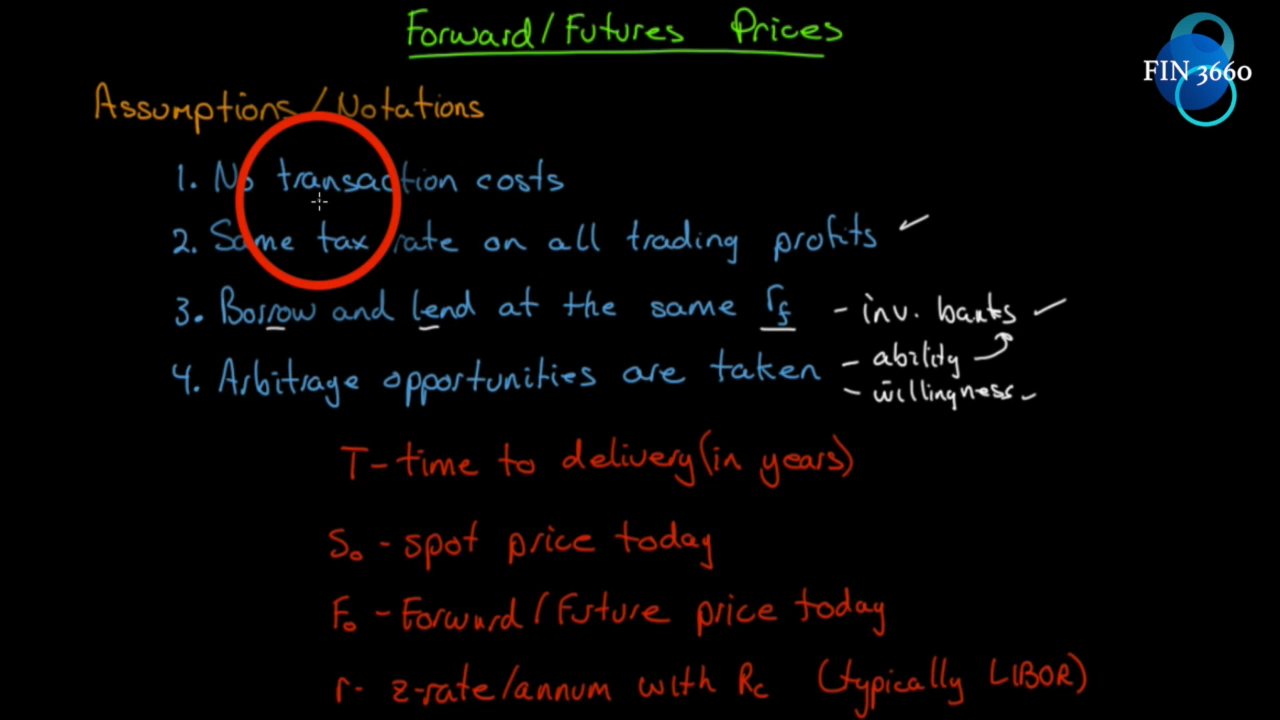 Forward/Futures Prices
FIN 3660
Assumptions/Notations
1. No transaction costs
2. Same tax rate on all trading profits
3. Borrow and lend at the same rf - inv. banks
4. Arbitrage opportunities are taken - ability
- willingness
T - time to delivery (in years)
S₀ - spot price today
F₀ - Forward/Future price today
r - z-rate/annum with Rc (typically LIBOR)